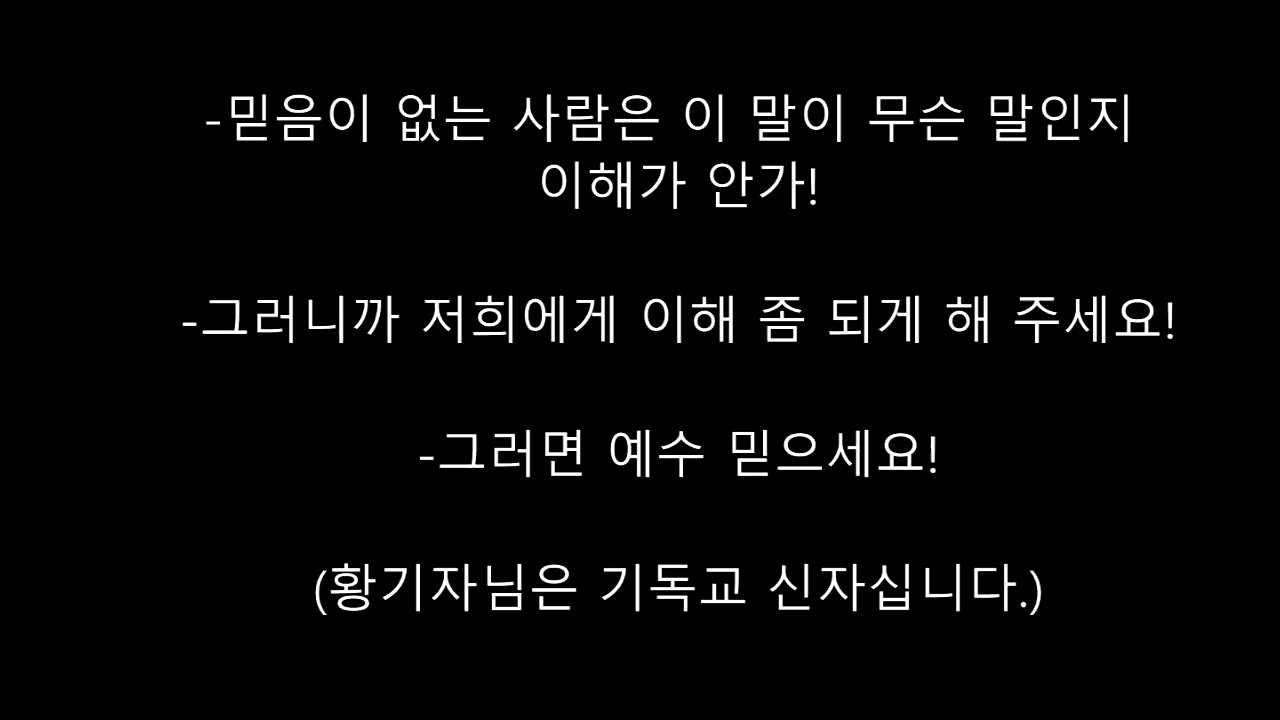 -믿음이 없는 사람은 이 말이 무슨 말인지
이해가 안가!
-그러니까 저희에게 이해 좀 되게 해 주세요!
-그러면 예수 믿으세요!
(황기자님은 기독교 신자십니다.)